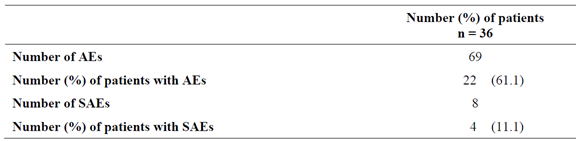 Number (%) of patients
n = 36
Number of AEs 69
Number (%) of patients with AEs 22 (61.1)
Number of SAEs 8
Number (%) of patients with SAEs 4 (11.1)